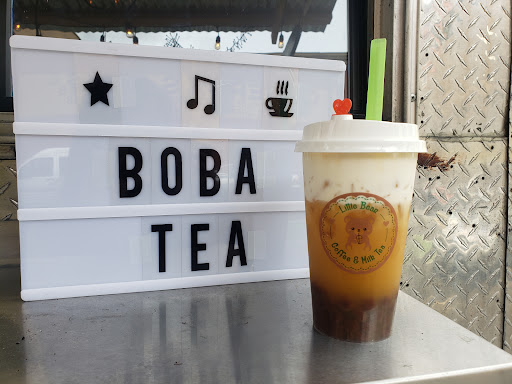 BOBA
TEA
Little Bear
Coffee & Milk Tea